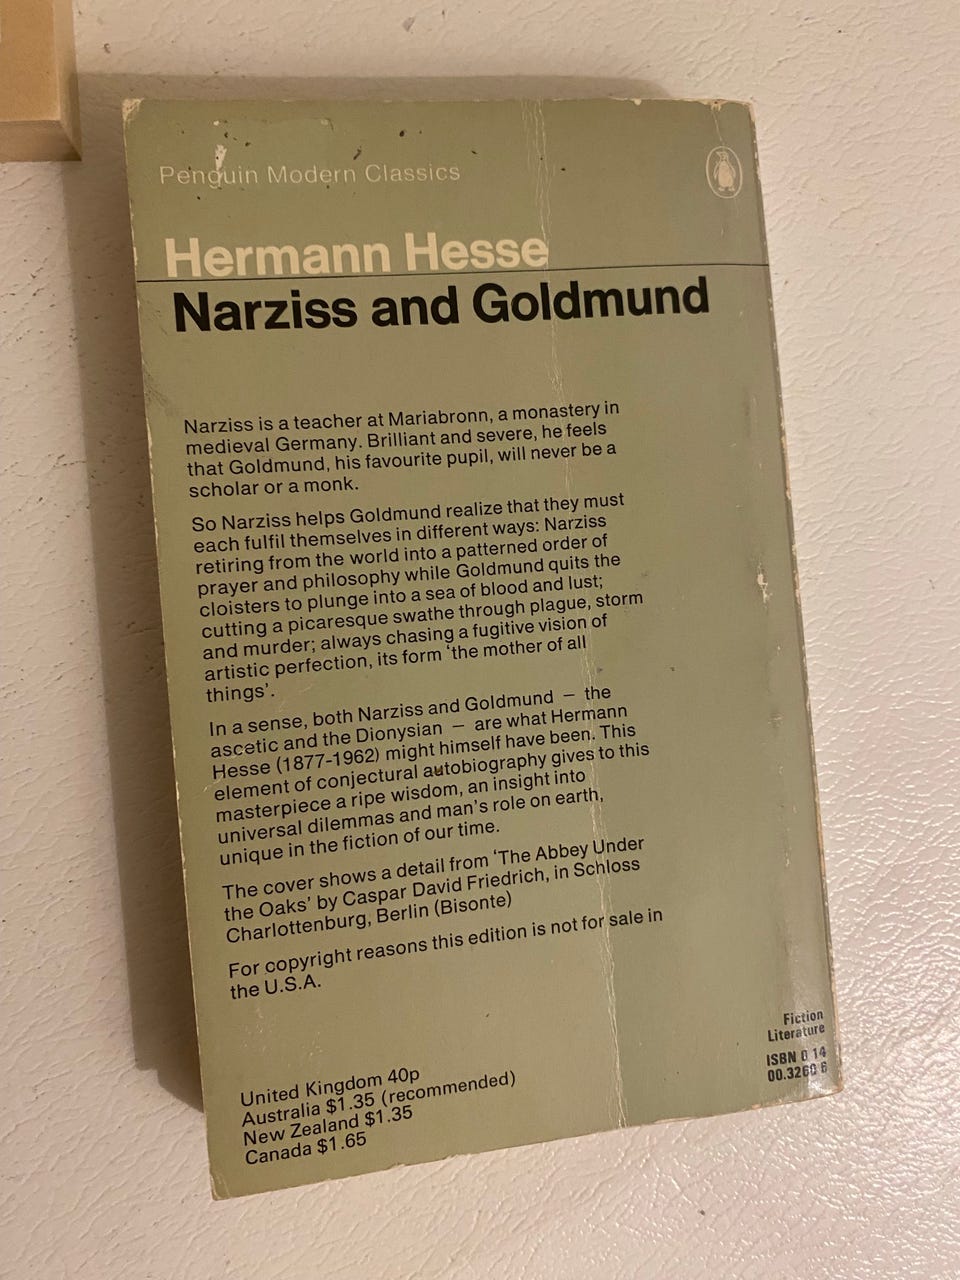 Penguin Modern Classics
Hermann Hesse
Narziss and Goldmund
Narziss is a teacher at Mariabronn, a monastery in
medieval Germany. Brilliant and severe, he feels
that Goldmund, his favourite pupil, will never be a
scholar or a monk.
So Narziss helps Goldmund realize that they must
each fulfil themselves in different ways: Narziss
retiring from the world into a patterned order of
prayer and philosophy while Goldmund quits the
cloisters to plunge into a sea of blood and lust;
cutting a picaresque swathe through plague, storm
and murder; always chasing a fugitive vision of
artistic perfection, its form 'the mother of all
things'.
In a sense, both Narziss and Goldmund – the
ascetic and the Dionysian – are what Hermann
Hesse (1877-1962) might himself have been. This
element of conjectural autobiography gives to this
masterpiece a ripe wisdom, an insight into
universal dilemmas and man's role on earth,
unique in the fiction of our time.
The cover shows a detail from 'The Abbey Under
the Oaks' by Caspar David Friedrich, in Schloss
Charlottenburg, Berlin (Bisonte)
For copyright reasons this edition is not for sale in
the U.S.A.
United Kingdom 40p
Australia $1.35 (recommended)
New Zealand $1.35
Canada $1.65
Fiction
Literature
ISBN 0 14
00.3260 6